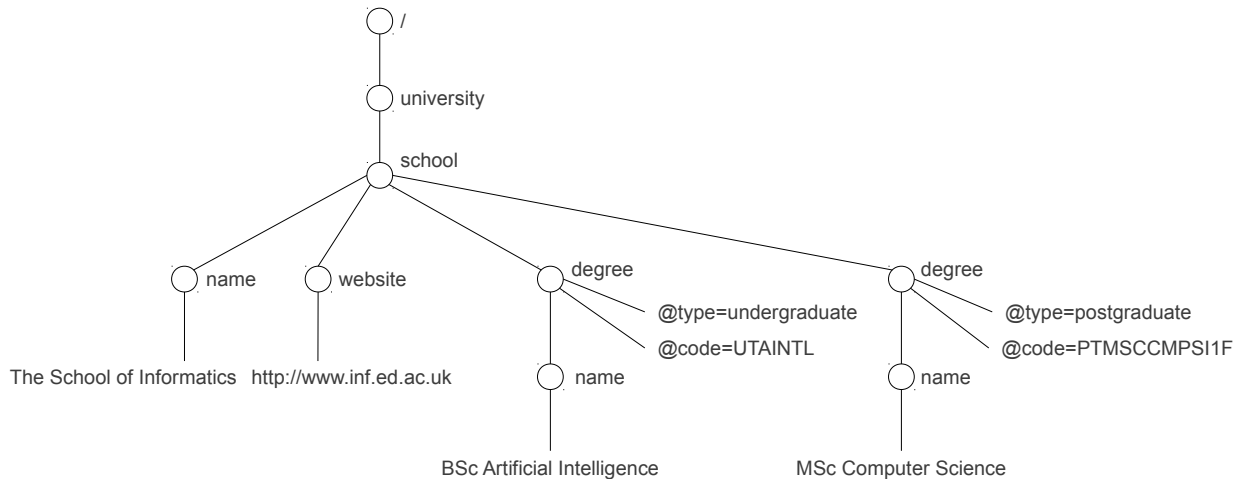 /
university
school
name
website
degree
degree
@type=undergraduate
@type=postgraduate
@code=UTAINTL
@code=PTMSCCMPSI1F
The School of Informatics
http://www.inf.ed.ac.uk
name
name
BSc Artificial Intelligence
MSc Computer Science